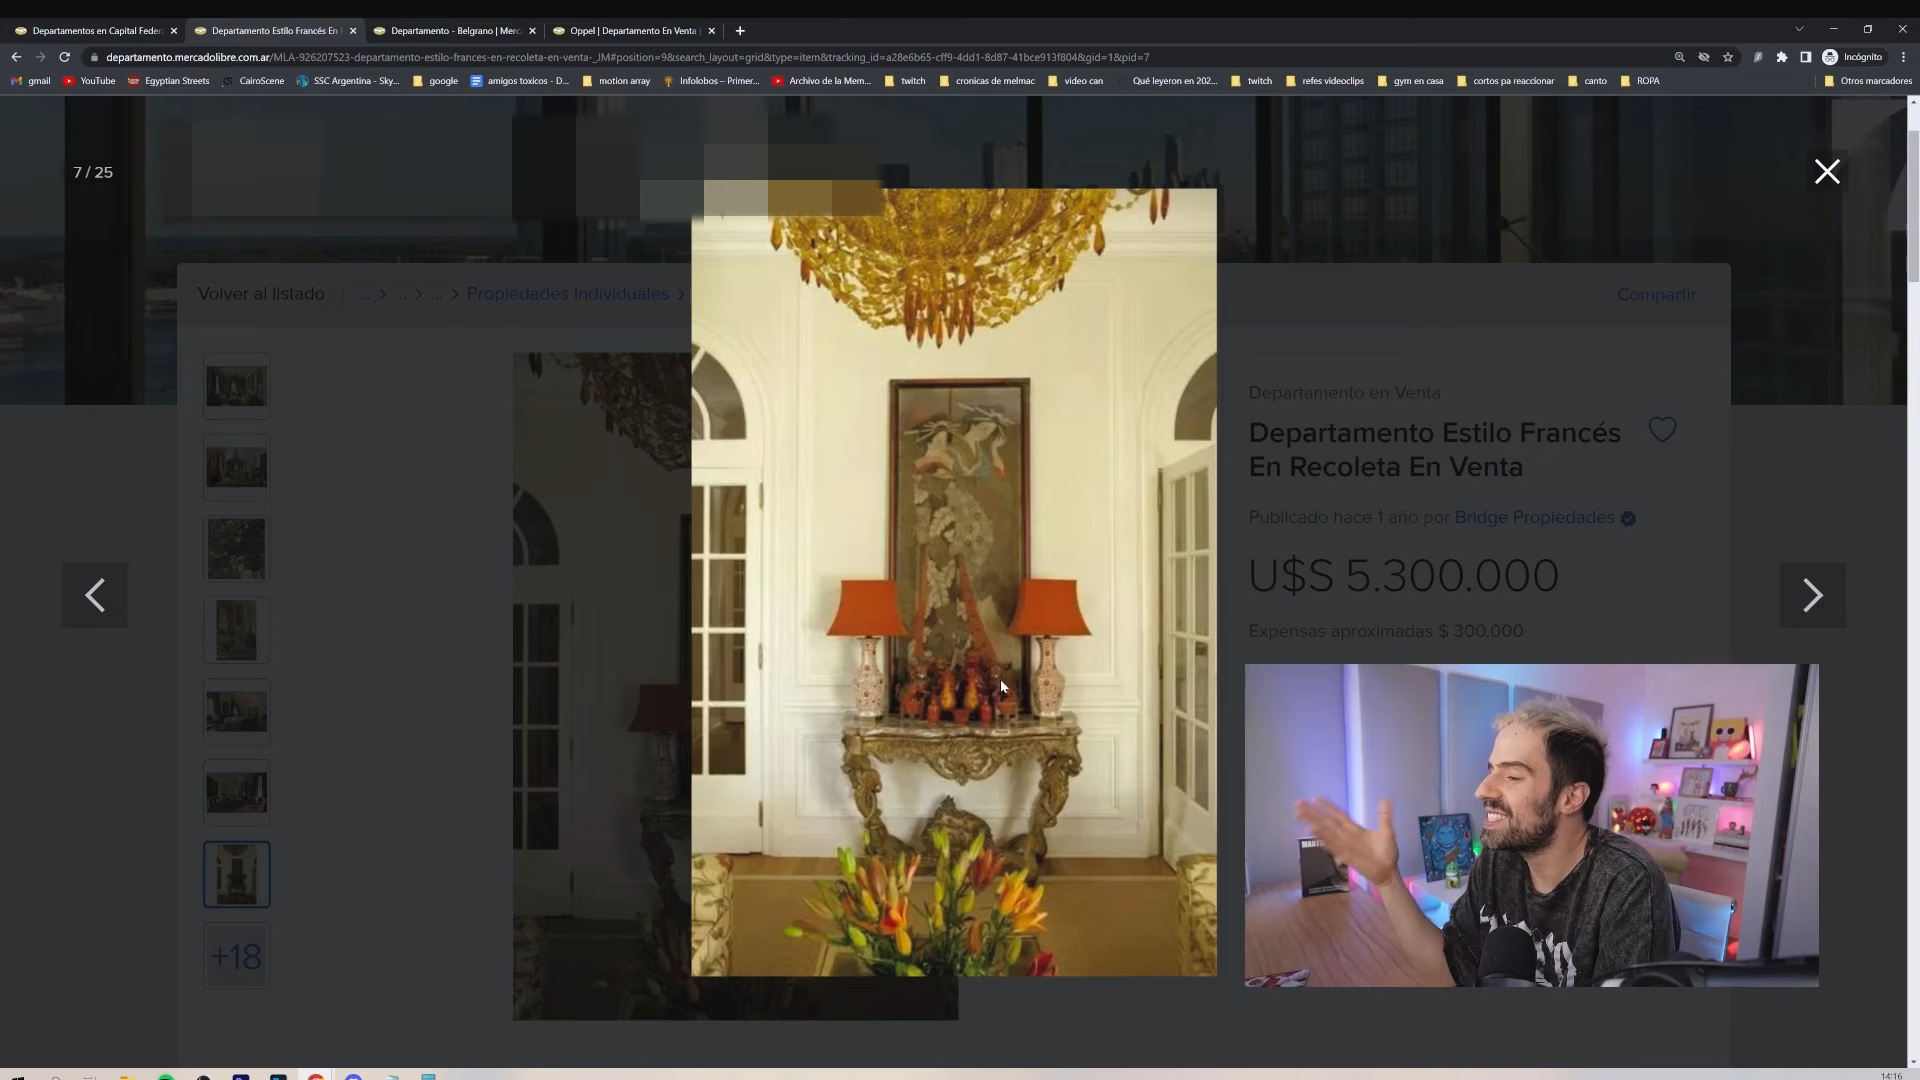 Departamentos en Capital Feder
Departamento Estilo Francés En
Departamento - Belgrano | Merc
Oppel | Departamento En Venta
departamento.mercadolibre.com.ar/MLA-926207523-departamento-estilo-frances-en-recoleta-en-venta-_JM#position=9&search_layout=grid&type=item&tracking_id=a28e6b65-cff9-4dd1-8d87-41bce913f804&gid=1&pid=7
Incógnito
gmail
YouTube
Egyptian Streets
CairoScene
SSC Argentina - Sky...
google
amigos toxicos - D...
motion array
Infolobos – Primer...
Archivo de la Mem...
twitch
cronicas de melmac
video can
Qué leyeron en 202...
twitch
refes videoclips
gym en casa
cortos pa reaccionar
canto
ROPA
Otros marcadores
7 / 25
Volver al listado
... > ... > ... > Propiedades Individuales >
Compartir
Departamento en Venta
Departamento Estilo Francés
En Recoleta En Venta
Publicado hace 1 año por Bridge Propiedades
U$S 5.300.000
Expensas aproximadas $ 300.000
+18
14:16